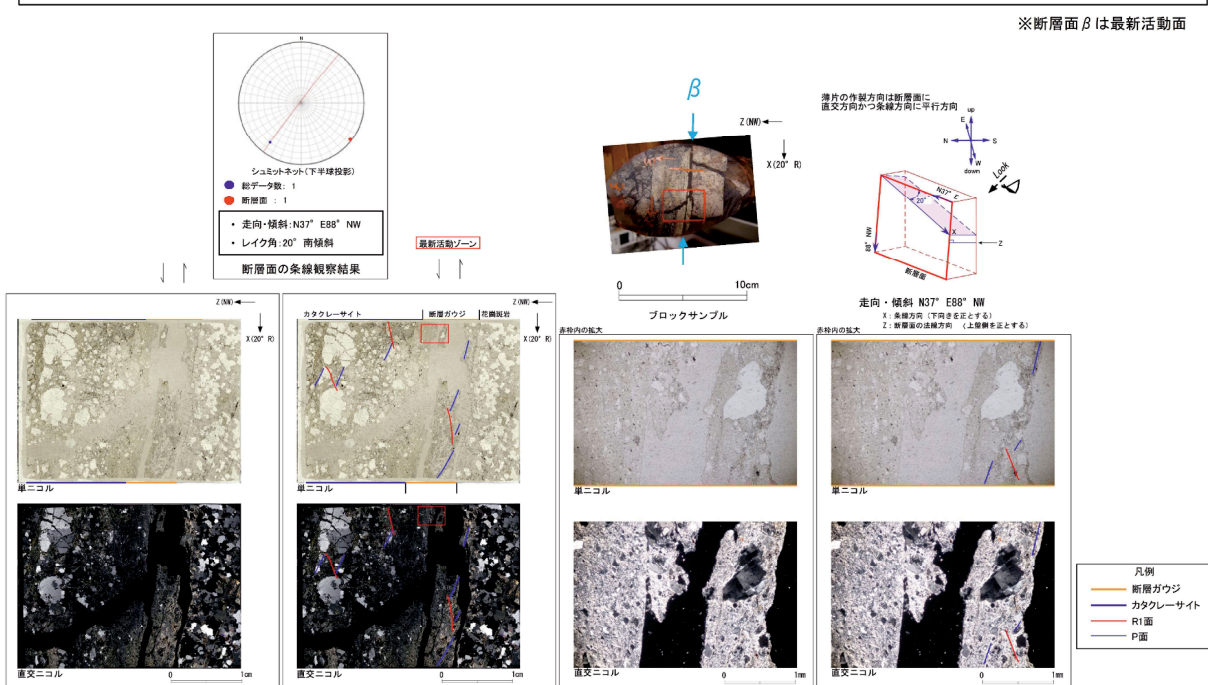 ※断層面βは最新活動面
N
シュミットネット(下半球投影)
総データ数: 1
断層面 : 1
・ 走向・傾斜:N37° E88° NW
・ レイク角:20° 南傾斜
断層面の条線観察結果
β
Z(NW)
X(20° R)
0 10cm
ブロックサンプル
薄片の作製方向は断層面に
直交方向かつ条線方向に平行方向
up
E
N S
W
down
Look
N37° E
20°
X
Z
88° NW
断層面
走向・傾斜 N37° E88° NW
X:条線方向(下向きを正とする)
Z:断層面の法線方向 (上盤側を正とする)
最新活動ゾーン
Z(NW)
X(20° R)
単ニコル
直交ニコル
0 1cm
Z(NW)
カタクレーサイト 断層ガウジ 花崗斑岩
X(20° R)
単ニコル
直交ニコル
0 1cm
赤枠内の拡大
単ニコル
直交ニコル
0 1mm
赤枠内の拡大
単ニコル
直交ニコル
0 1mm
凡例
断層ガウジ
カタクレーサイト
R1面
P面